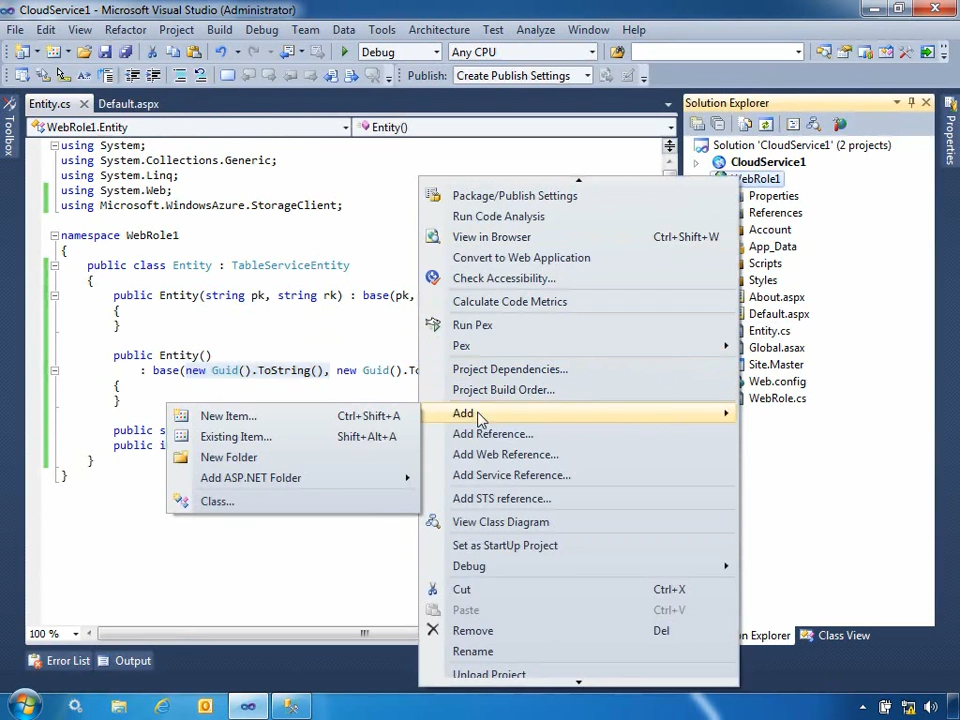 CloudService1 - Microsoft Visual Studio (Administrator)
File Edit View Refactor Project Build Debug Team Data Tools Architecture Test Analyze Window Help
Debug Any CPU
Publish: Create Publish Settings
Entity.cs Default.aspx
WebRole1.Entity Entity()
using System;
using System.Collections.Generic;
using System.Linq;
using System.Web;
using Microsoft.WindowsAzure.StorageClient;
namespace WebRole1
{
public class Entity : TableServiceEntity
{
public Entity(string pk, string rk) : base(pk,
{
}
public Entity()
: base(new Guid().ToString(), new Guid().To
{
}
public s
public i
}
}
100 %
Error List Output
Toolbox
Package/Publish Settings
Run Code Analysis
View in Browser Ctrl+Shift+W
Convert to Web Application
Check Accessibility...
Calculate Code Metrics
Run Pex
Pex
Project Dependencies...
Project Build Order...
Add
Add Reference...
Add Web Reference...
Add Service Reference...
Add STS reference...
View Class Diagram
Set as StartUp Project
Debug
Cut Ctrl+X
Paste Ctrl+V
Remove Del
Rename
Unload Project
New Item... Ctrl+Shift+A
Existing Item... Shift+Alt+A
New Folder
Add ASP.NET Folder
Class...
Solution Explorer
Solution 'CloudService1' (2 projects)
CloudService1
WebRole1
Properties
References
Account
App_Data
Scripts
Styles
About.aspx
Default.aspx
Entity.cs
Global.asax
Site.Master
Web.config
WebRole.cs
on Explorer Class View
Properties